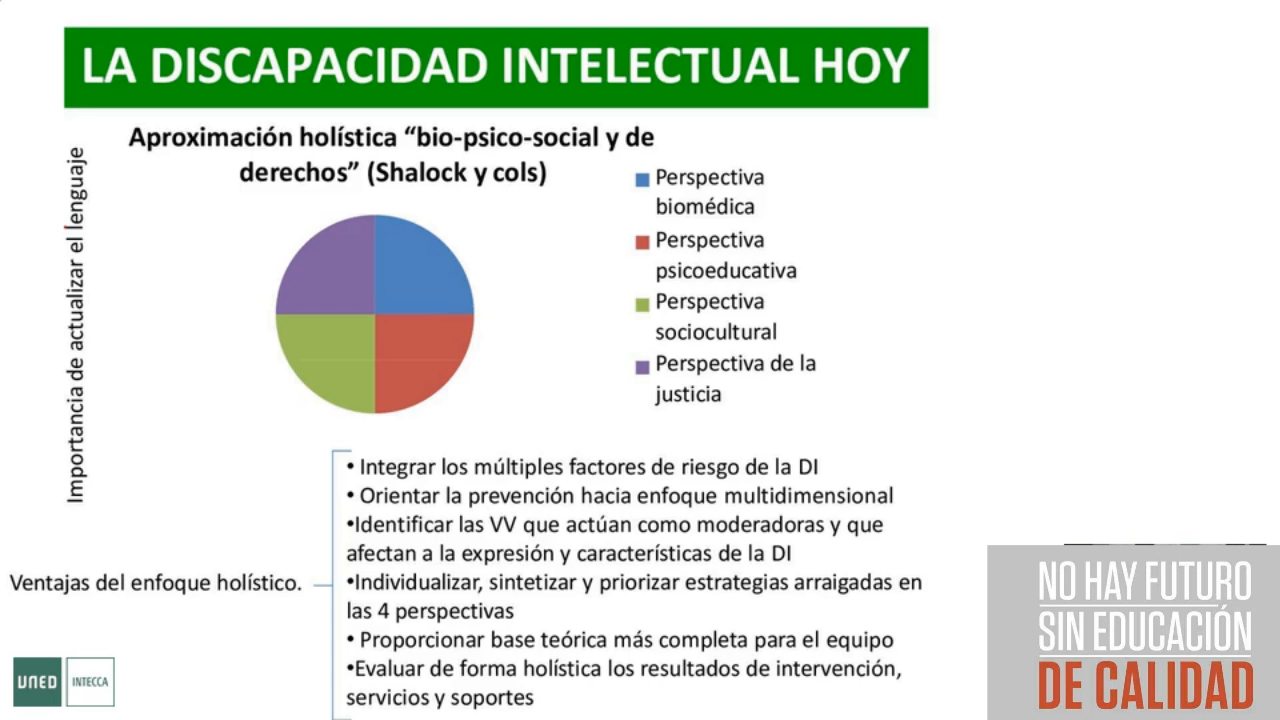 LA DISCAPACIDAD INTELECTUAL HOY
Aproximación holística “bio-psico-social y de
derechos” (Shalock y cols)
Importancia de actualizar el lenguaje
Perspectiva
biomédica
Perspectiva
psicoeducativa
Perspectiva
sociocultural
Perspectiva de la
justicia
Ventajas del enfoque holístico.
• Integrar los múltiples factores de riesgo de la DI
• Orientar la prevención hacia enfoque multidimensional
•Identificar las VV que actúan como moderadoras y que
afectan a la expresión y características de la DI
•Individualizar, sintetizar y priorizar estrategias arraigadas en
las 4 perspectivas
• Proporcionar base teórica más completa para el equipo
•Evaluar de forma holística los resultados de intervención,
servicios y soportes
UNED
INTECCA
NO HAY FUTURO
SIN EDUCACIÓN
DE CALIDAD